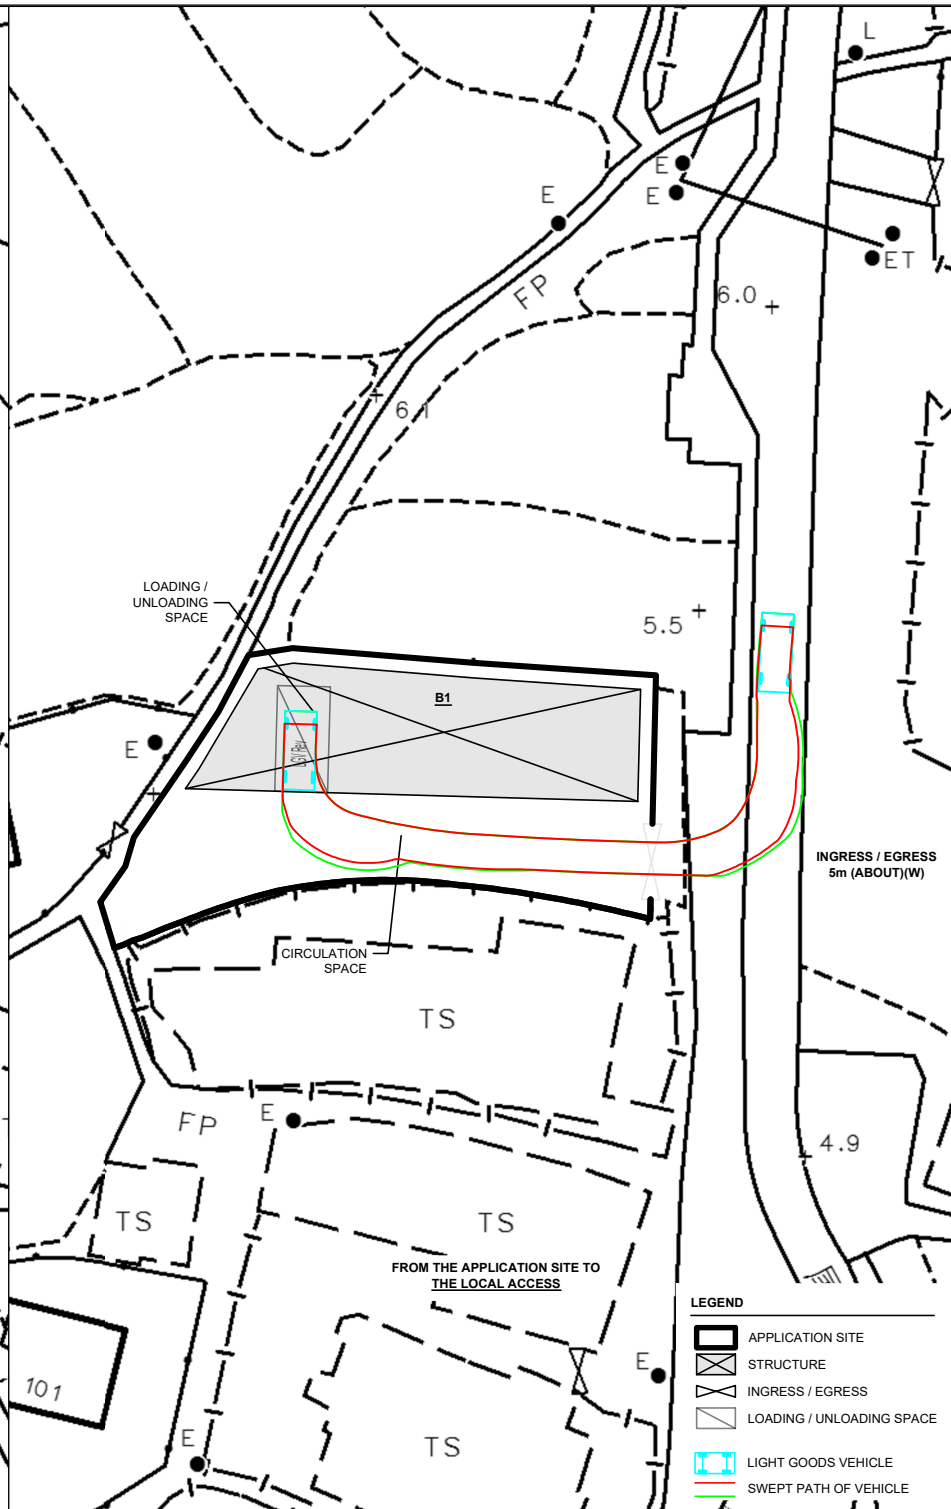 L
E
E
E
ET
FP
6.0
6.1
LOADING /
UNLOADING
SPACE
5.5
B1
LGV Rev
E
INGRESS / EGRESS
5m (ABOUT)(W)
CIRCULATION
SPACE
TS
FP
E
4.9
TS
TS
FROM THE APPLICATION SITE TO
THE LOCAL ACCESS
LEGEND
APPLICATION SITE
STRUCTURE
INGRESS / EGRESS
LOADING / UNLOADING SPACE
LIGHT GOODS VEHICLE
SWEPT PATH OF VEHICLE
E
101
TS
E